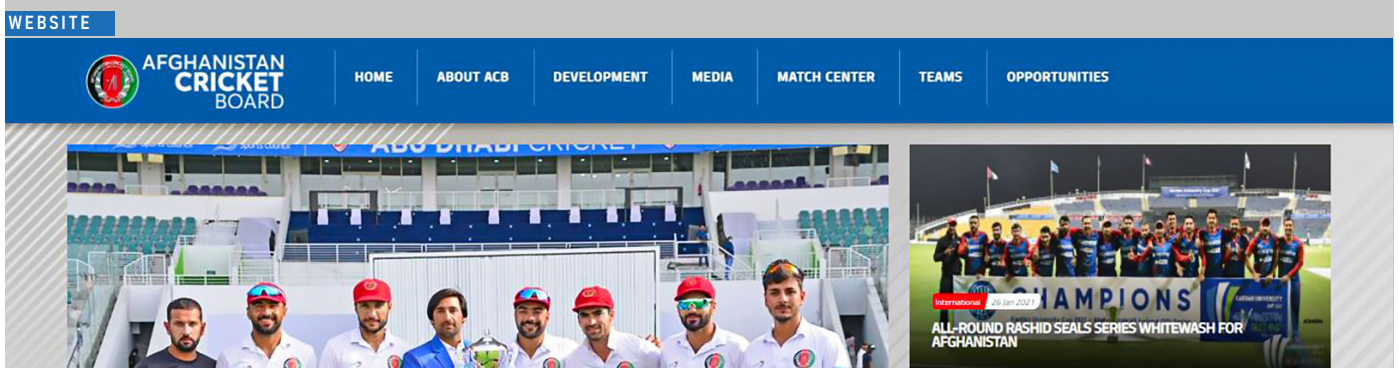 WEBSITE
AFGHANISTAN
CRICKET
BOARD
HOME
ABOUT ACB
DEVELOPMENT
MEDIA
MATCH CENTER
TEAMS
OPPORTUNITIES
ABU DHABI CRICKET
CHAMPIONS
International
26 Jan 2021
ALL-ROUND RASHID SEALS SERIES WHITEWASH FOR
AFGHANISTAN